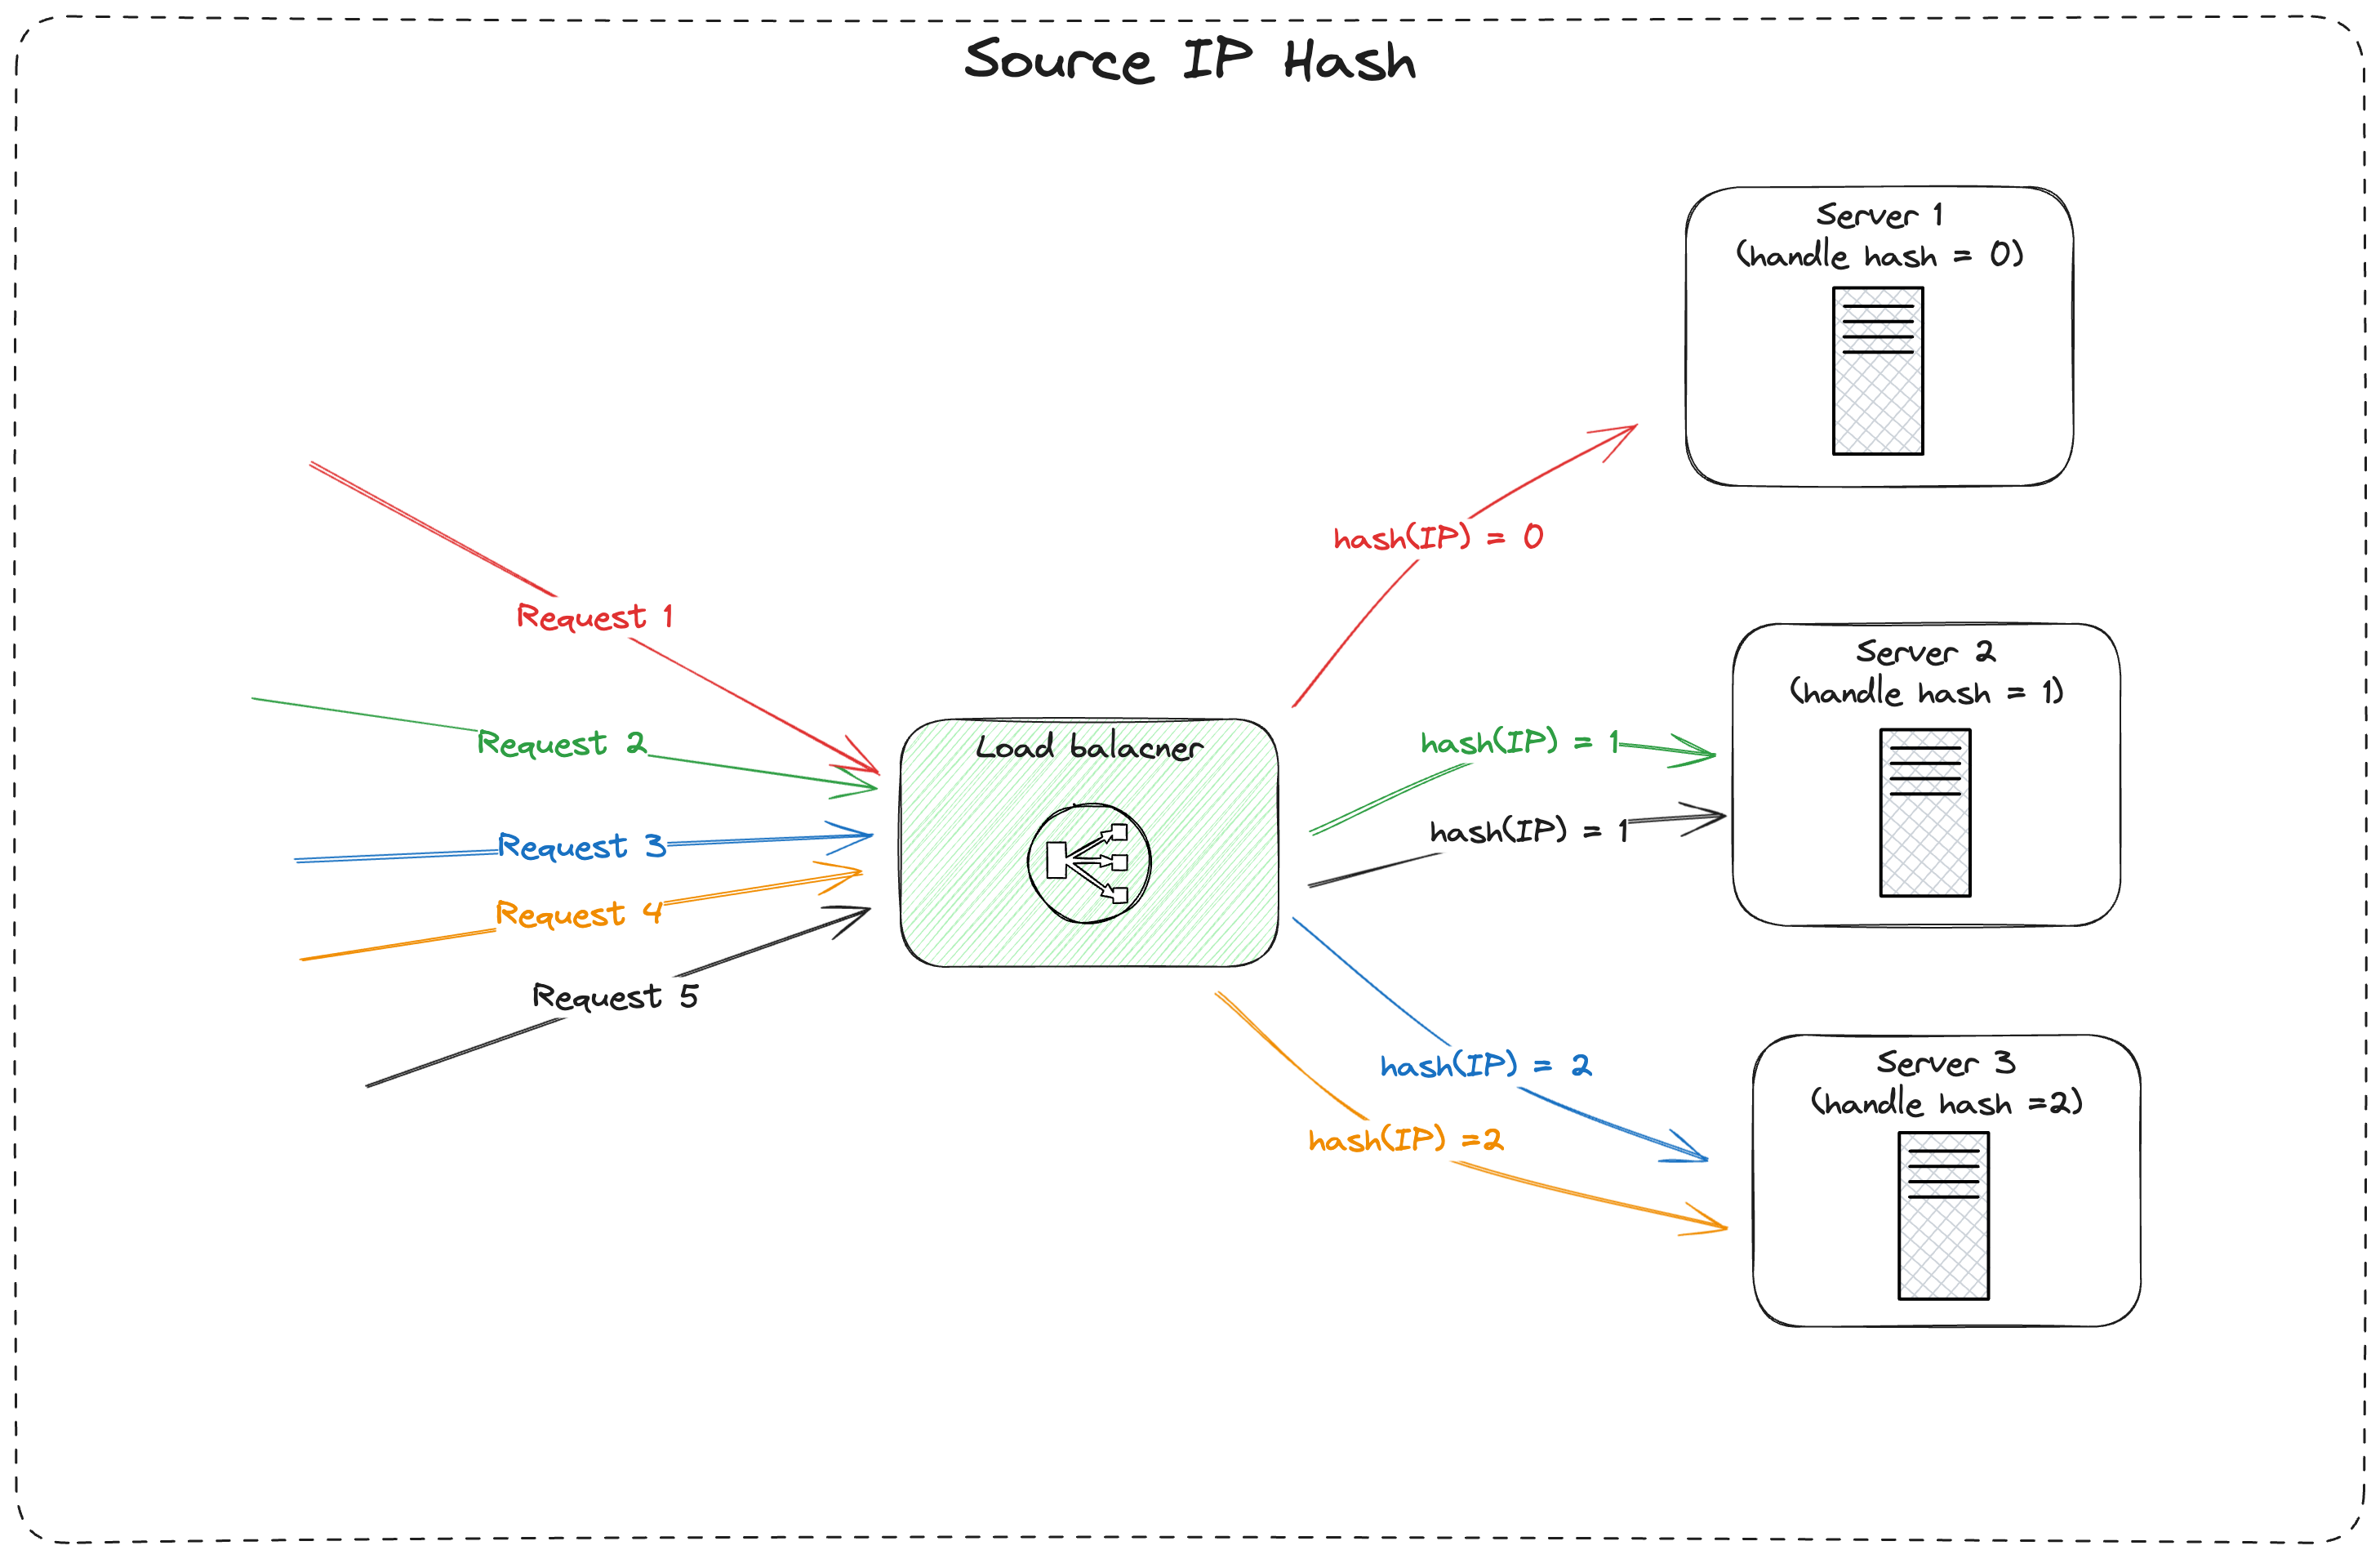 Source IP Hash
Server 1
(handle hash = 0)
hash(IP) = 0
Request 1
Server 2
(handle hash = 1)
Request 2
Load balacner
hash(IP) = 1
hash(IP) = 1
Request 3
Request 4
Request 5
hash(IP) = 2
Server 3
(handle hash =2)
hash(IP) =2